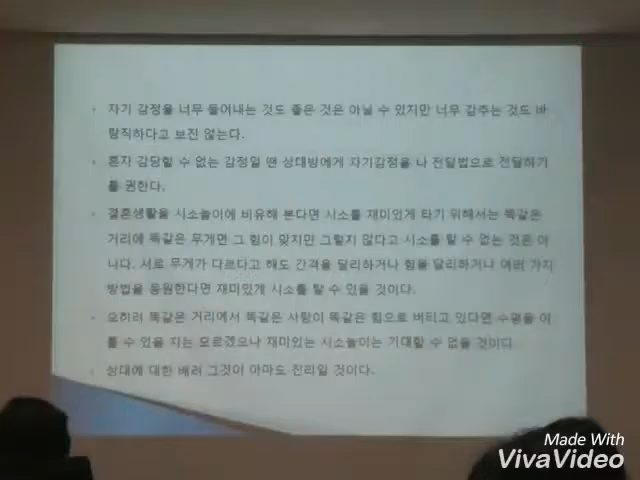 자기 감정을 너무 들어내는 것도 좋은 것은 아닐 수 있지만 너무 감추는 것도 바
람직하다고 보진 않는다.
혼자 감당할 수 없는 감정일 땐 상대방에게 자기감정을 나 전달법으로 전달하기
를 권한다.
결혼생활을 시소놀이에 비유해 본다면 시소를 재미있게 타기 위해서는 똑같은
거리에 똑같은 무게면 그 힘이 맞지만 그렇지 않다고 시소를 탈 수 없는 것은 아
니다. 서로 무게가 다르다고 해도 간격을 달리하거나 힘을 달리하거나 여러 가지
방법을 동원한다면 재미있게 시소를 탈 수 있을 것이다.
오히려 똑같은 거리에서 똑같은 사람이 똑같은 힘으로 버티고 있다면 수평을 이
룰 수 있을 지는 모르겠으나 재미있는 시소놀이는 기대할 수 없을 것이다
상대에 대한 배려 그것이 아마도 진리일 것이다.
Made With
VivaVideo